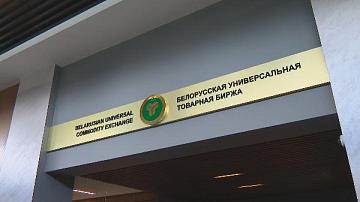 BELARUSIAN UNIVERSAL
COMMODITY EXCHANGE
БЕЛОРУССКАЯ УНИВЕРСАЛЬНАЯ
ТОВАРНАЯ БИРЖА